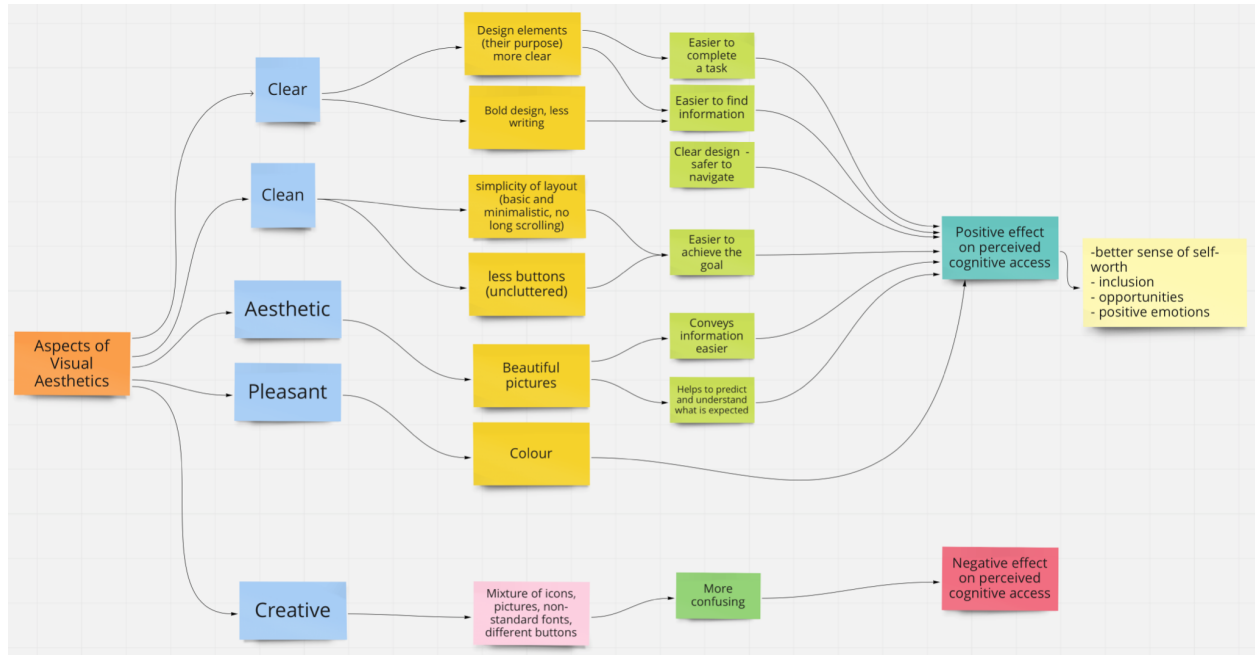 Aspects of
Visual
Aesthetics
Clear
Clean
Aesthetic
Pleasant
Creative
Design elements
(their purpose)
more clear
Bold design, less
writing
simplicity of layout
(basic and
minimalistic, no
long scrolling)
less buttons
(uncluttered)
Beautiful
pictures
Colour
Mixture of icons,
pictures, non-
standard fonts,
different buttons
Easier to
complete
a task
Easier to find
information
Clear design -
safer to
navigate
Easier to
achieve the
goal
Conveys
information
easier
Helps to predict
and understand
what is expected
More
confusing
Positive effect
on perceived
cognitive access
Negative effect
on perceived
cognitive access
-better sense of self-
worth
- inclusion
- opportunities
- positive emotions